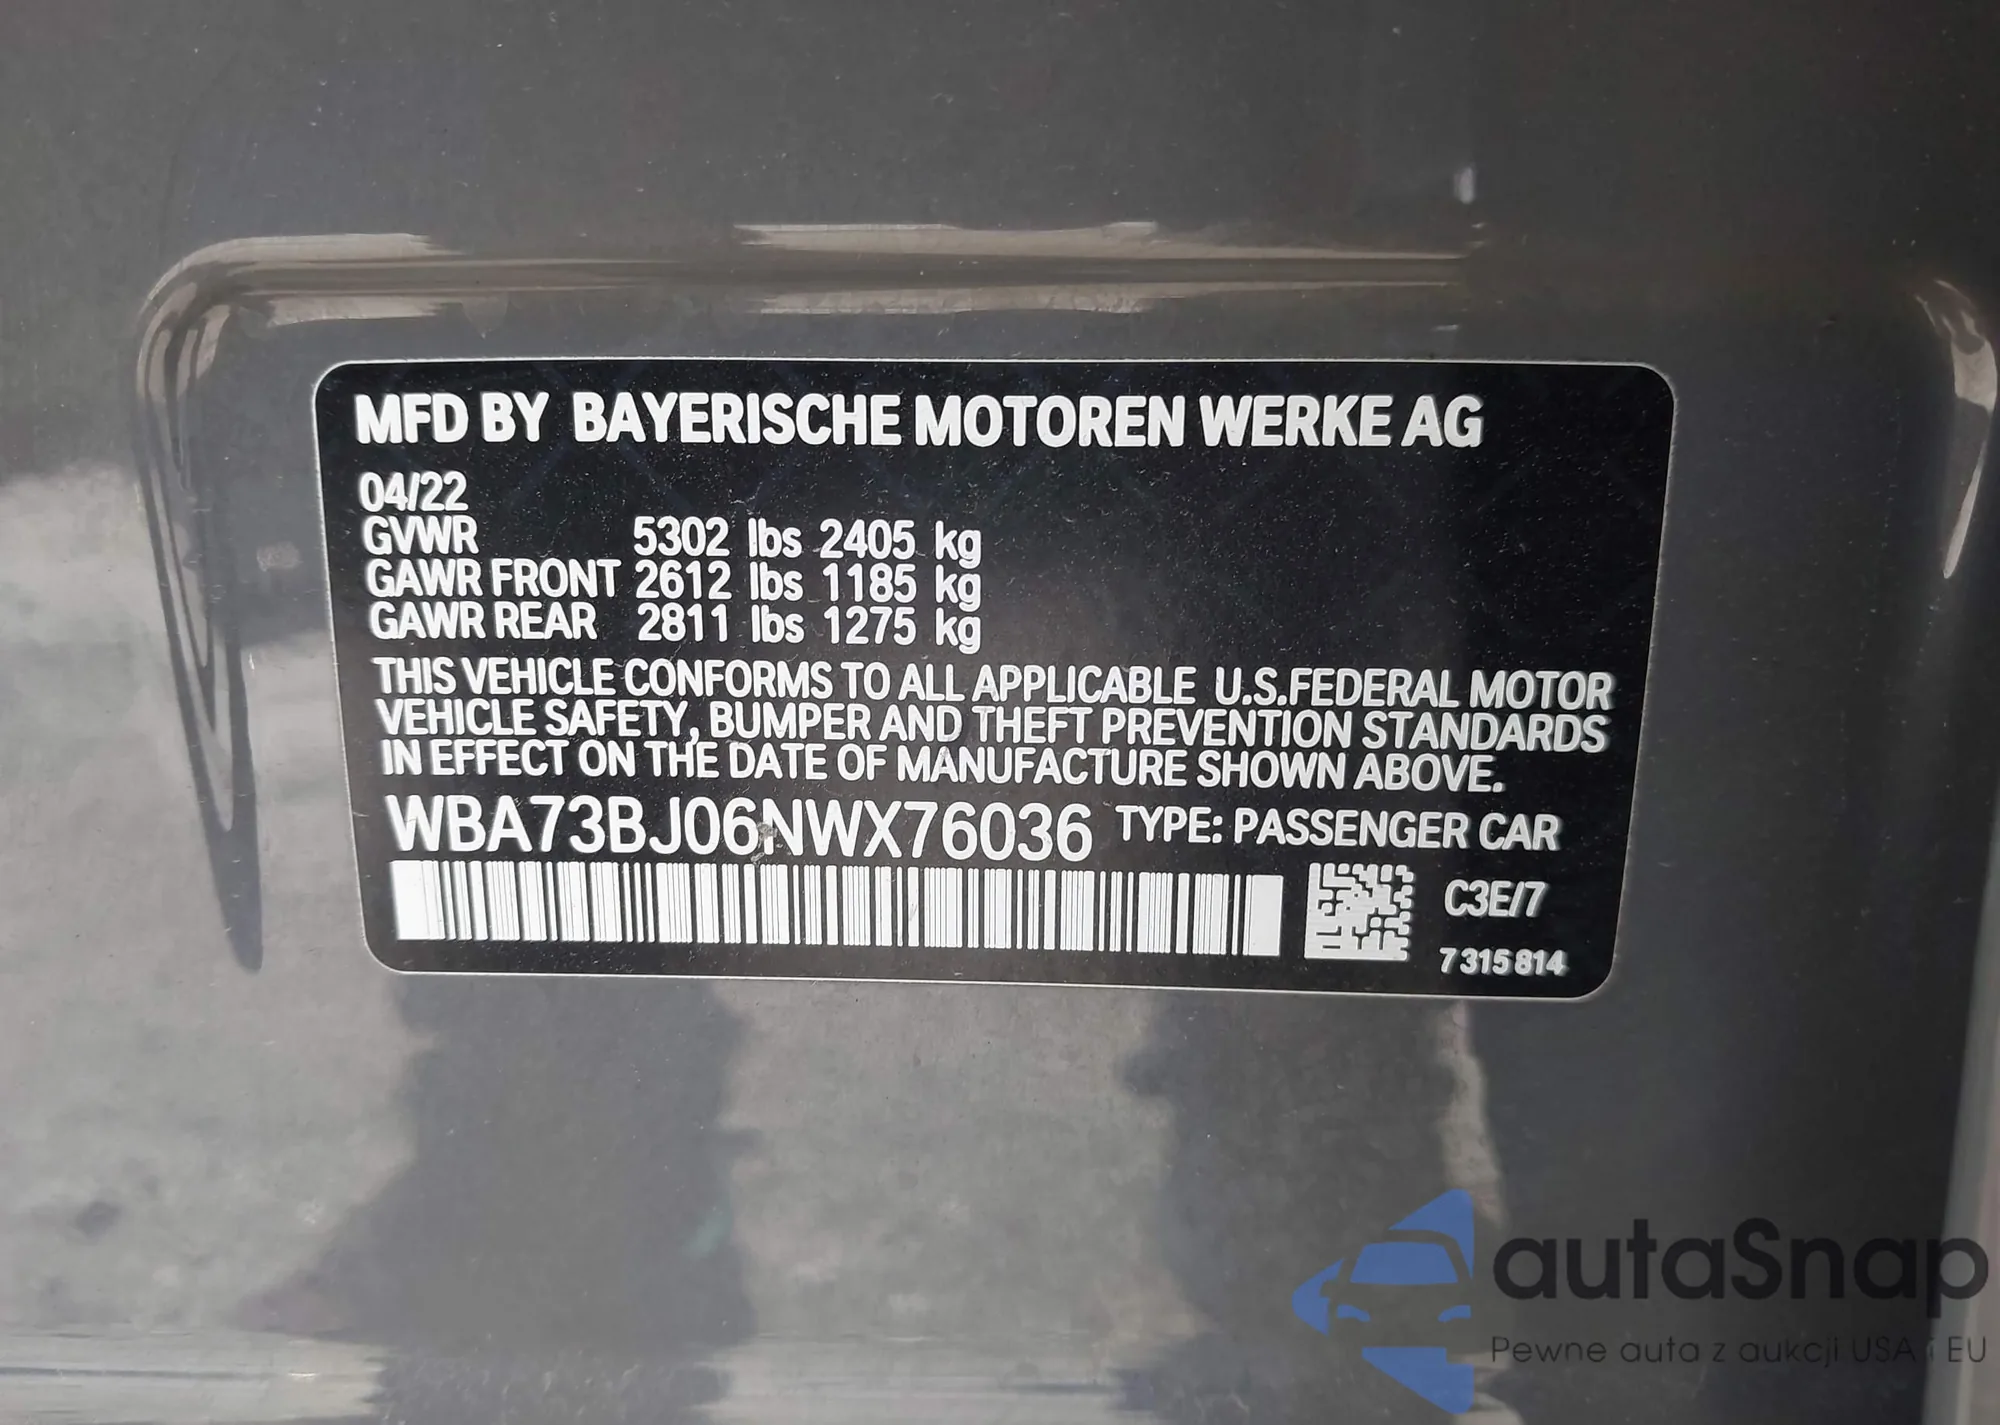 MFD BY BAYERISCHE MOTOREN WERKE AG
04/22
GVWR 5302 lbs 2405 kg
GAWR FRONT 2612 lbs 1185 kg
GAWR REAR 2811 lbs 1275 kg
THIS VEHICLE CONFORMS TO ALL APPLICABLE U.S.FEDERAL MOTOR
VEHICLE SAFETY, BUMPER AND THEFT PREVENTION STANDARDS
IN EFFECT ON THE DATE OF MANUFACTURE SHOWN ABOVE.
WBA73BJ06NWX76036 TYPE: PASSENGER CAR
C3E/7
7 315 814
autaSnap
Pewne auta z aukcji USA i EU